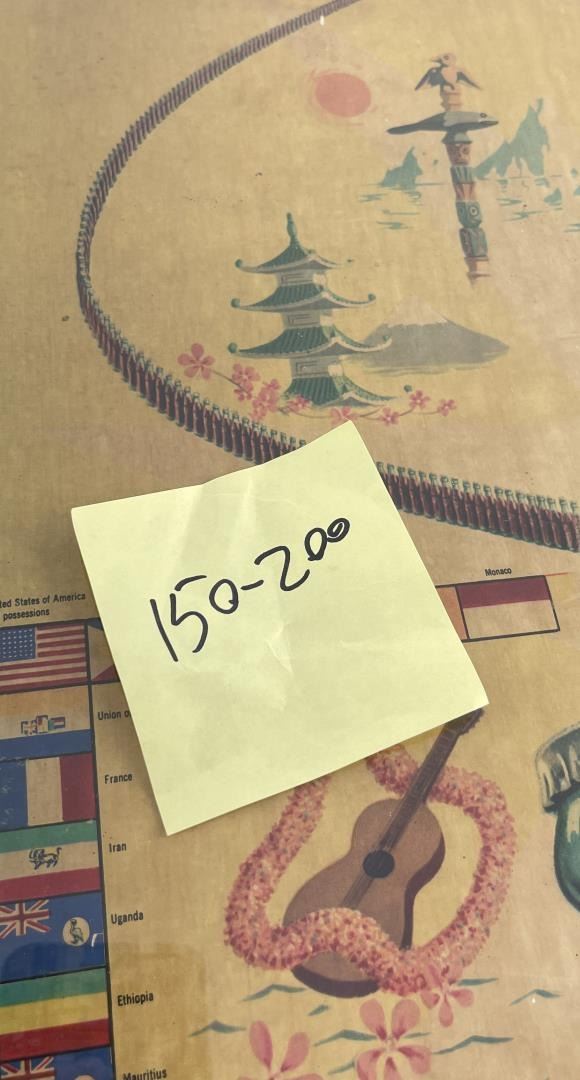 150-200
Monaco
ted States of America
possessions
Union o
France
Iran
Uganda
Ethiopia
Mauritius